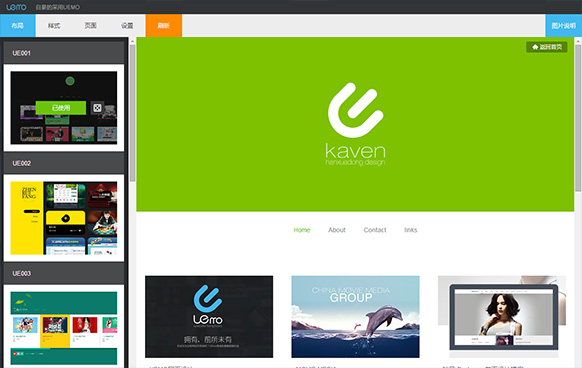 uemo 自豪的采用UEMO
布局 样式 页面 设置 刷新 图片说明
UE001
已使用
UE002
ZHEN
FANG
UE003
返回首页
kaven
hanxuedong design
Home About Contact links
uemo
拥有，前所未有
CHINA MOVIE MEDIA
GROUP